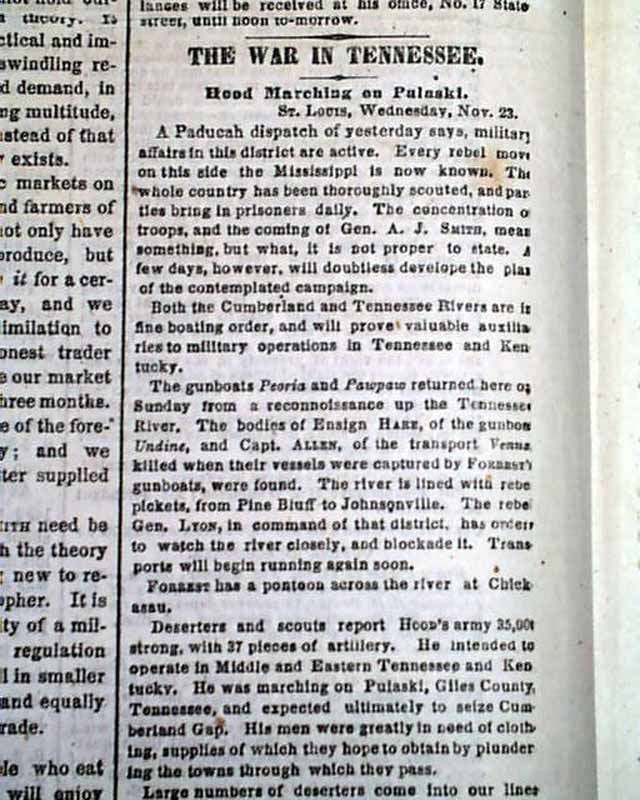 not hold out-
a theory. Is
ctical and im-
swindling re-
d demand, in
ng multitude,
nstead of that
exists.
c markets on
nd farmers of
not only have
produce, but
it for a cer-
ay, and we
imilation to
onest trader
e our market
hree months.
e of the fore-
y; and we
ter supplied
ITH need be
h the theory
new to re-
opher. It is
ty of a mil-
regulation
l in smaller
and equally
rade.
le who eat
will enjoy
lances will be received at his office, No. 17 State
street, until noon to-morrow.
THE WAR IN TENNESSEE.
Hood Marching on Pulaski.
ST. LOUIS, Wednesday, Nov. 23.
A Paducah dispatch of yesterday says, military
affairs in this district are active. Every rebel move
on this side the Mississippi is now known. The
whole country has been thoroughly scouted, and par
ties bring in prisoners daily. The concentration o
troops, and the coming of Gen. A. J. SMITH, mean
something, but what, it is not proper to state. A
few days, however, will doubtless develope the plan
of the contemplated campaign.
Both the Cumberland and Tennessee Rivers are in
fine boating order, and will prove valuable auxilia
ries to military operations in Tennessee and Ken
tucky.
The gunboats Peoria and Pawpaw returned here on
Sunday from a reconnoissance up the Tennessee
River. The bodies of Ensign HAKE, of the gunboa
Undine, and Capt. ALLEN, of the transport Venus
killed when their vessels were captured by FORREST'S
gunboats, were found. The river is lined with rebe
pickets, from Pine Bluff to Johnsonville. The rebe
Gen. LYON, in command of that district, has orders
to watch the river closely, and blockade it. Trans
ports will begin running again soon.
FORREST has a pontoon across the river at Chick
asau.
Deserters and scouts report HOOD'S army 35,000
strong, with 37 pieces of artillery. He intended to
operate in Middle and Eastern Tennessee and Ken
tucky. He was marching on Pulaski, Giles County,
Tennessee, and expected ultimately to seize Cum
berland Gap. His men were greatly in need of cloth
ing, supplies of which they hope to obtain by plunder
ing the towns through which they pass.
Large numbers of deserters come into our lines